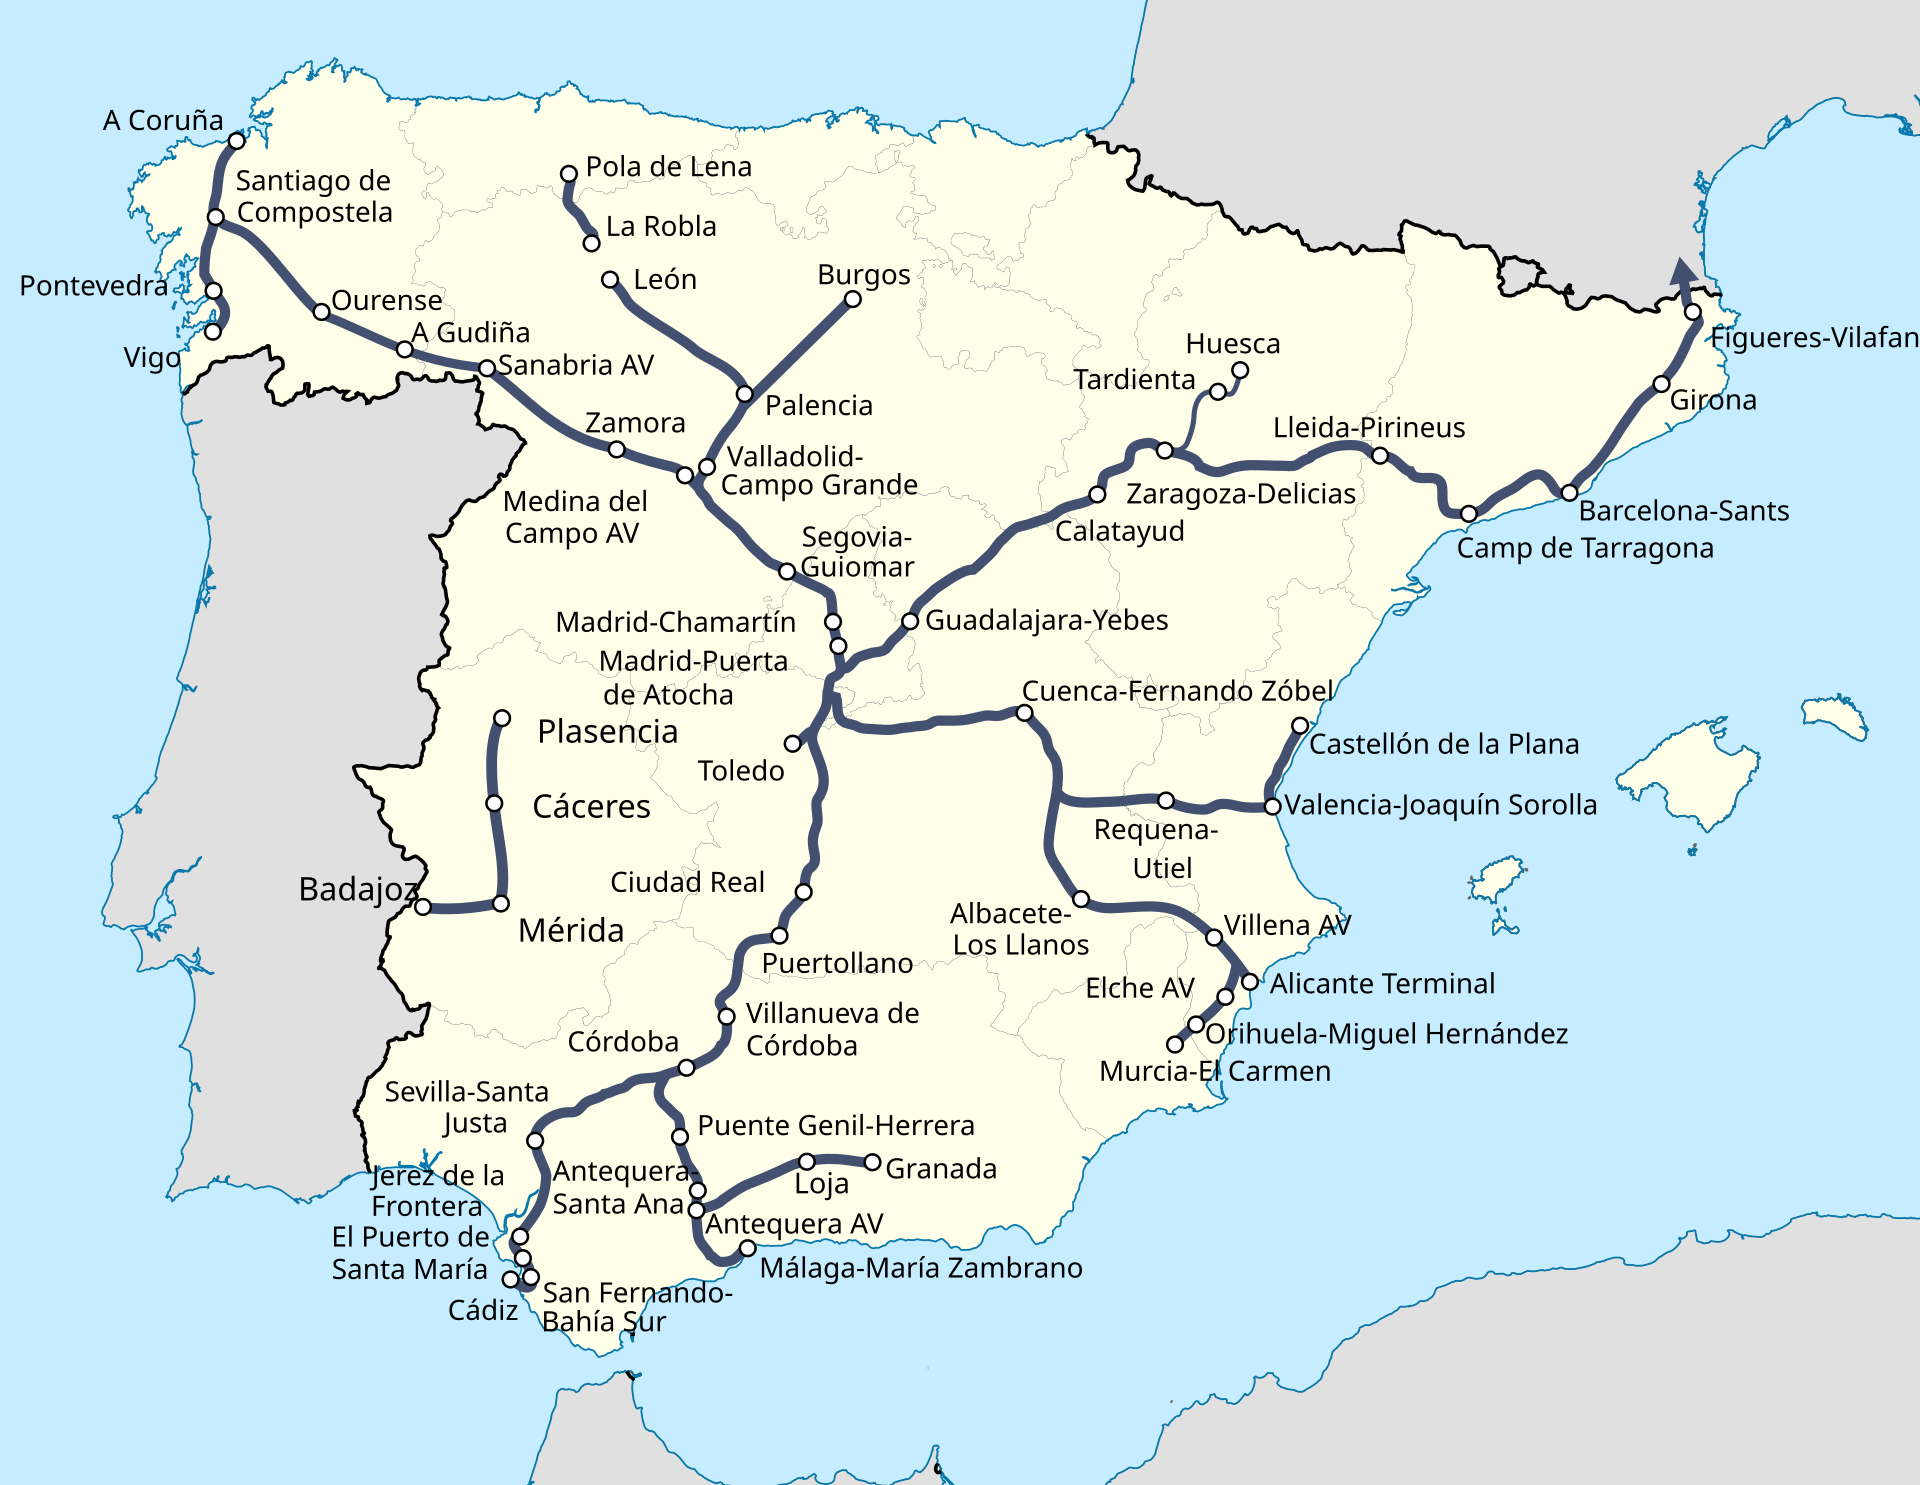 A Coruña
Santiago de
Compostela
Pontevedra
Vigo
Ourense
A Gudiña
Sanabria AV
Pola de Lena
La Robla
León
Burgos
Palencia
Zamora
Valladolid-
Campo Grande
Medina del
Campo AV
Segovia-
Guiomar
Huesca
Tardienta
Lleida-Pirineus
Figueres-Vilafan
Girona
Zaragoza-Delicias
Calatayud
Barcelona-Sants
Camp de Tarragona
Madrid-Chamartín
Guadalajara-Yebes
Madrid-Puerta
de Atocha
Cuenca-Fernando Zóbel
Plasencia
Toledo
Castellón de la Plana
Cáceres
Valencia-Joaquín Sorolla
Requena-
Utiel
Badajoz
Mérida
Ciudad Real
Puertollano
Albacete-
Los Llanos
Villena AV
Elche AV
Alicante Terminal
Orihuela-Miguel Hernández
Murcia-El Carmen
Villanueva de
Córdoba
Córdoba
Sevilla-Santa
Justa
Puente Genil-Herrera
Antequera-
Santa Ana
Loja
Granada
Antequera AV
Málaga-María Zambrano
Jerez de la
Frontera
El Puerto de
Santa María
Cádiz
San Fernando-
Bahía Sur